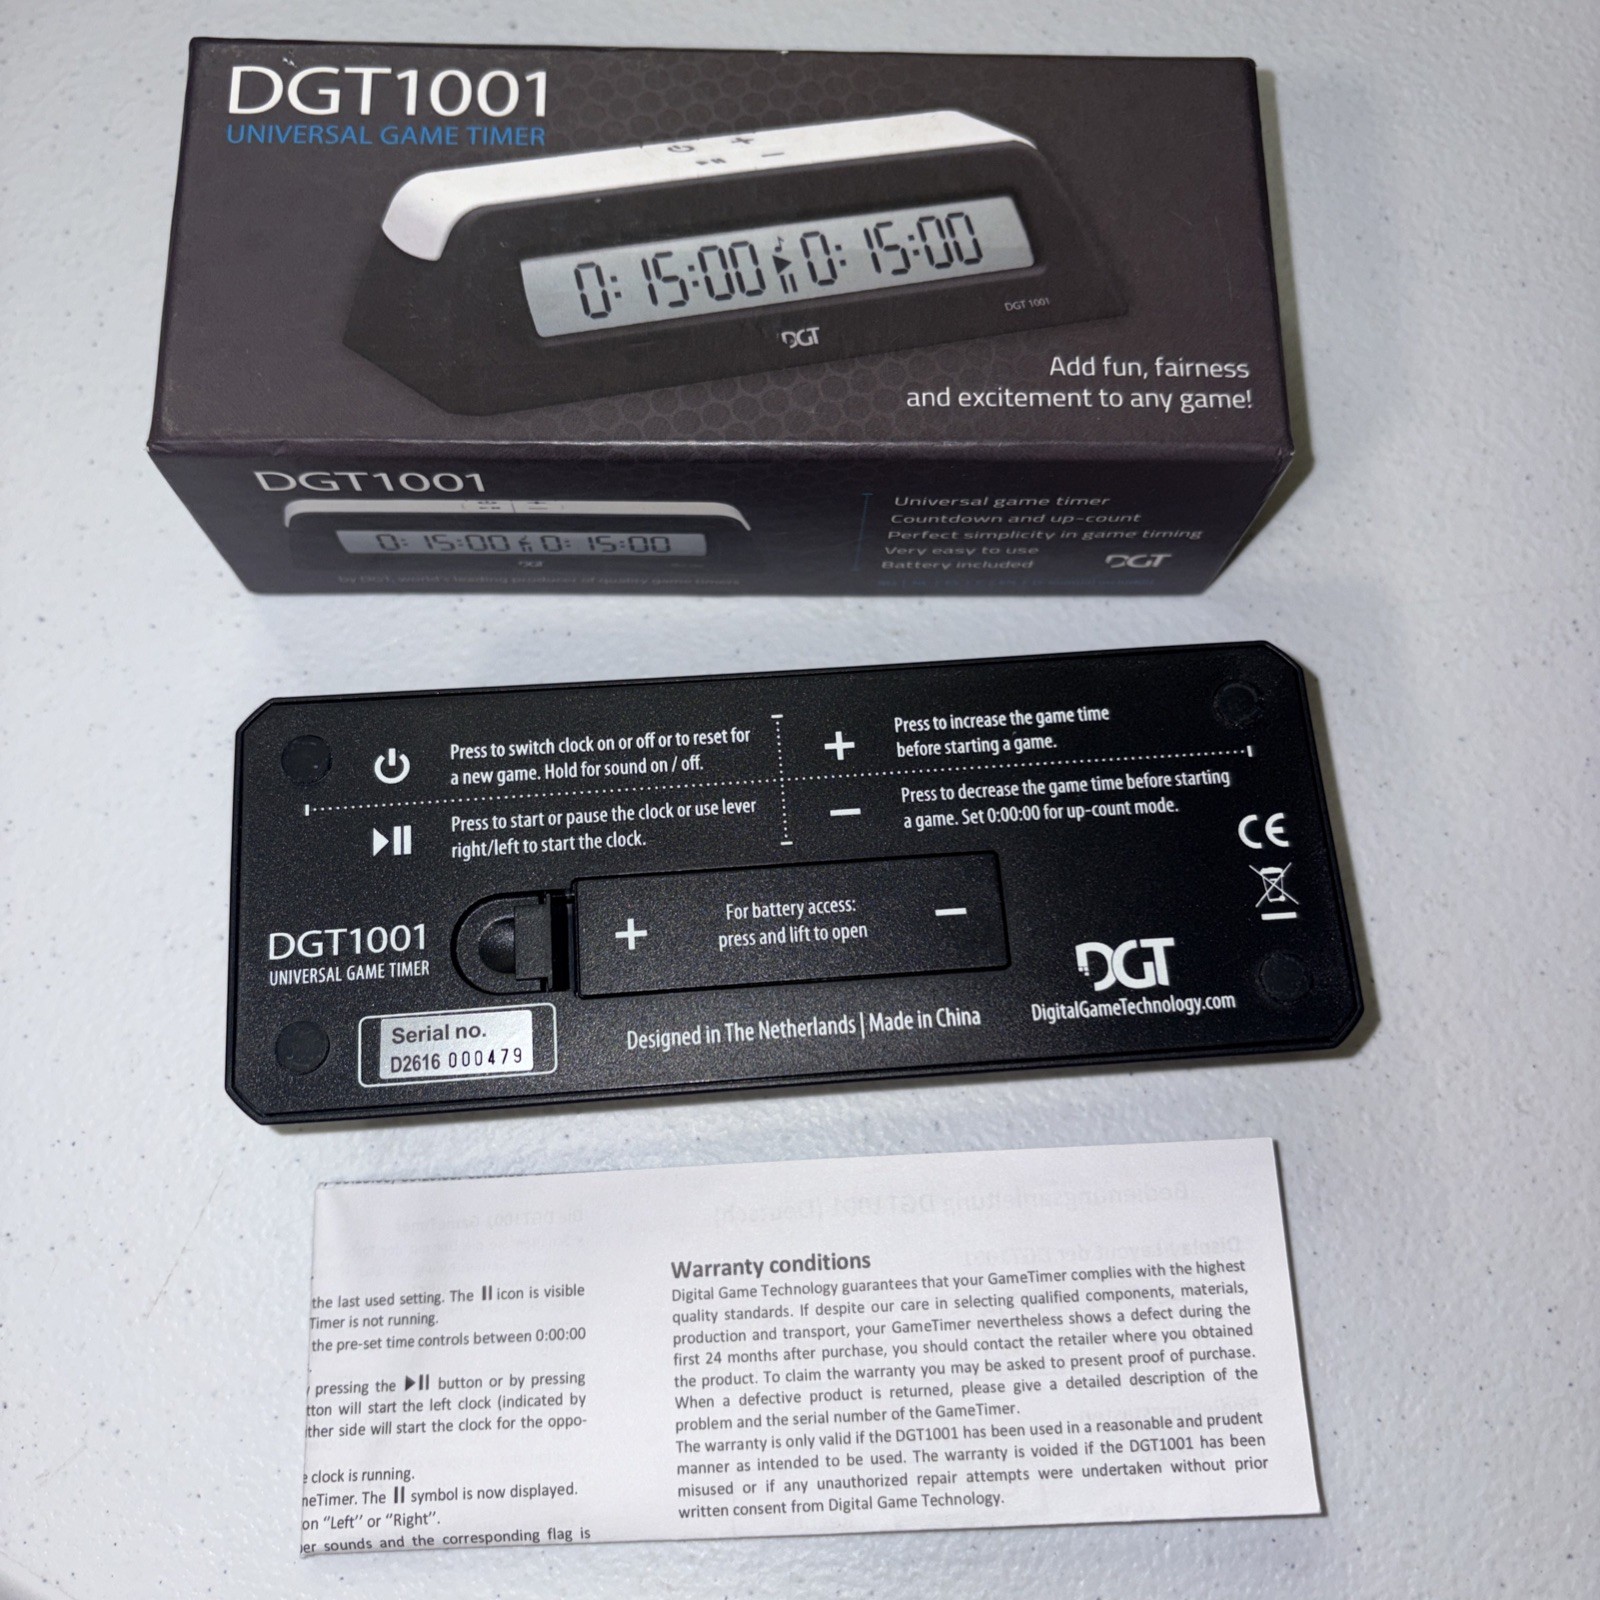 DGT1001
UNIVERSAL GAME TIMER
0:15:00 0:15:00
DGT 1001
DGT
Add fun, fairness
and excitement to any game!
DGT1001
0:15:00 0:15:00
DGT
by DGT, world's leading producer of quality game timers
Universal game timer
Countdown and up-count
Perfect simplicity in game timing
Very easy to use
Battery included
DGT
Press to switch clock on or off or to reset for
a new game. Hold for sound on / off.
Press to start or pause the clock or use lever
right/left to start the clock.
+ Press to increase the game time
before starting a game.
− Press to decrease the game time before starting
a game. Set 0:00:00 for up-count mode.
CE
+ For battery access: −
press and lift to open
DGT1001
UNIVERSAL GAME TIMER
DGT
DigitalGameTechnology.com
Serial no.
D2616 000479
Designed in The Netherlands | Made in China
the last used setting. The II icon is visible
Timer is not running.
the pre-set time controls between 0:00:00
pressing the ▶II button or by pressing
tton will start the left clock (indicated by
ther side will start the clock for the oppo-
clock is running.
neTimer. The II symbol is now displayed.
on "Left" or "Right".
er sounds and the corresponding flag is
Warranty conditions
Digital Game Technology guarantees that your GameTimer complies with the highest
quality standards. If despite our care in selecting qualified components, materials,
production and transport, your GameTimer nevertheless shows a defect during the
first 24 months after purchase, you should contact the retailer where you obtained
the product. To claim the warranty you may be asked to present proof of purchase.
When a defective product is returned, please give a detailed description of the
problem and the serial number of the GameTimer.
The warranty is only valid if the DGT1001 has been used in a reasonable and prudent
manner as intended to be used. The warranty is voided if the DGT1001 has been
misused or if any unauthorized repair attempts were undertaken without prior
written consent from Digital Game Technology.